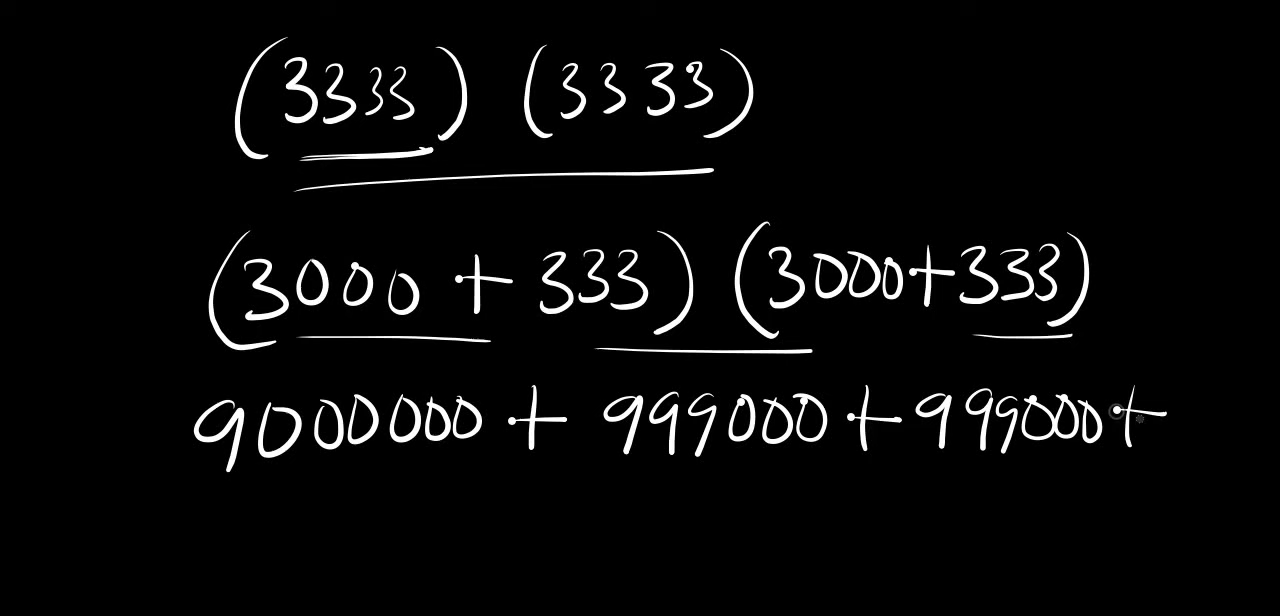 (3333) (3333)
(3000 + 333) (3000+333)
9000000 + 999000 + 999000+